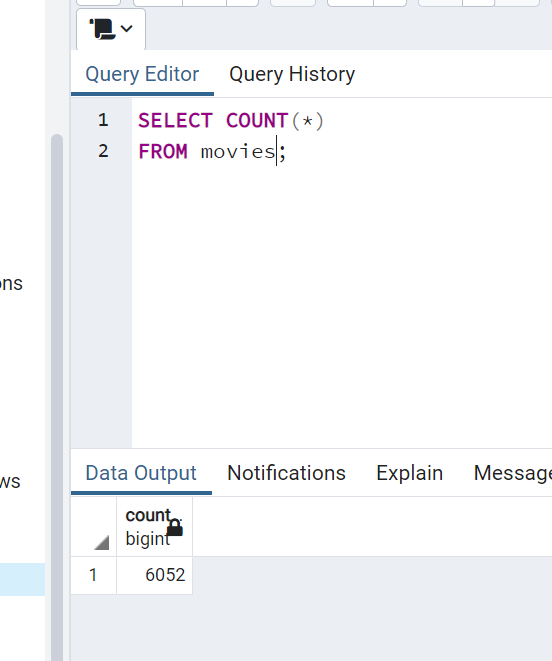 Query Editor Query History
1 SELECT COUNT(*)
2 FROM movies;
ons
ws
Data Output Notifications Explain Message
count
bigint
1 6052